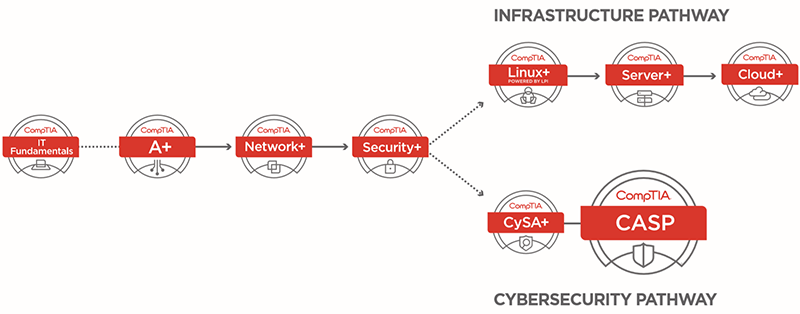 INFRASTRUCTURE PATHWAY
CompTIA
Linux+
POWERED BY LPI
CompTIA
Server+
CompTIA
Cloud+
CompTIA
IT
Fundamentals
CompTIA
A+
CompTIA
Network+
CompTIA
Security+
CompTIA
CySA+
CompTIA
CASP
CYBERSECURITY PATHWAY